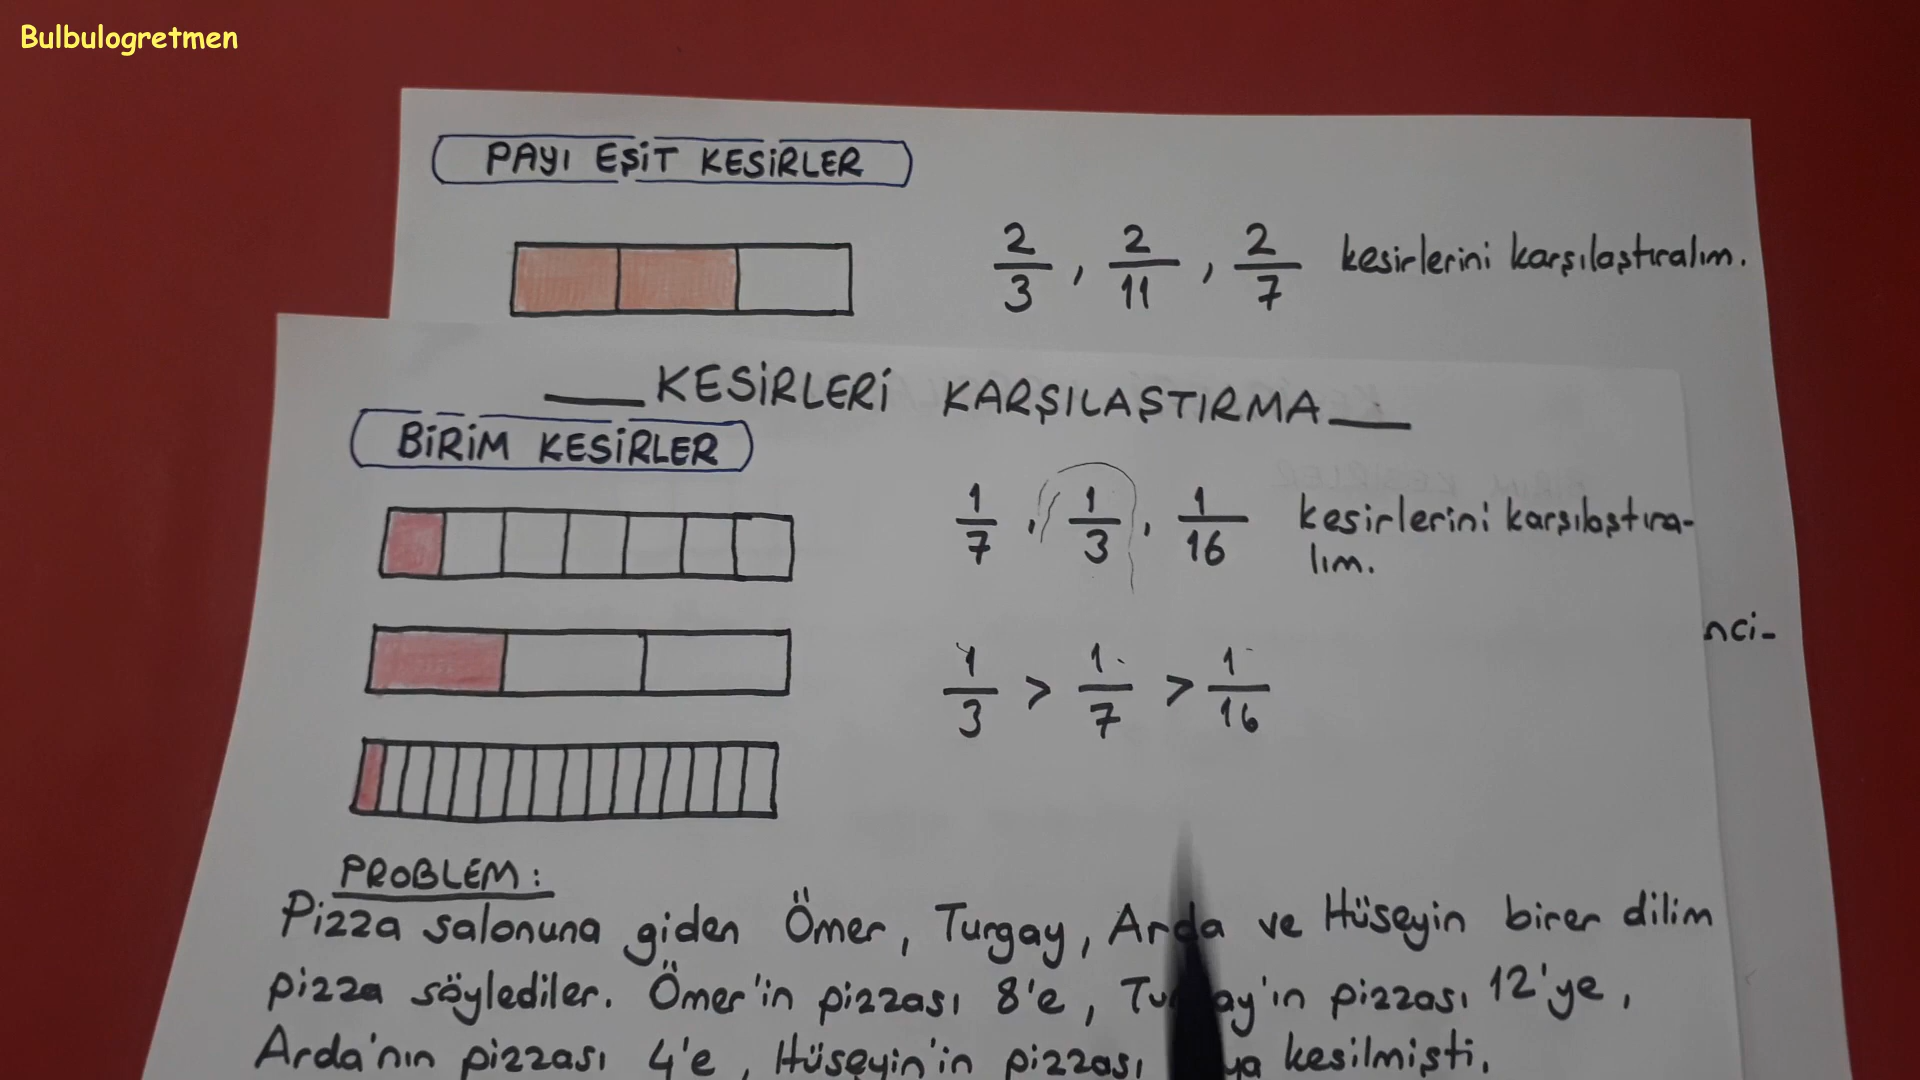 Bulbulogretmen
PAYI EŞİT KESİRLER
2/3 , 2/11 , 2/7 kesirlerini karşılaştıralım.
KESİRLERİ KARŞILAŞTIRMA
BİRİM KESİRLER
1/7 , 1/3 , 1/16 kesirlerini karşılaştıra-
lım.
nci-
1/3 > 1/7 > 1/16
PROBLEM:
Pizza salonuna giden Ömer, Turgay, Arda ve Hüseyin birer dilim
pizza söylediler. Ömer'in pizzası 8'e, Turgay'ın pizzası 12'ye,
Arda'nın pizzası 4'e, Hüseyin'in pizzası kesilmişti.